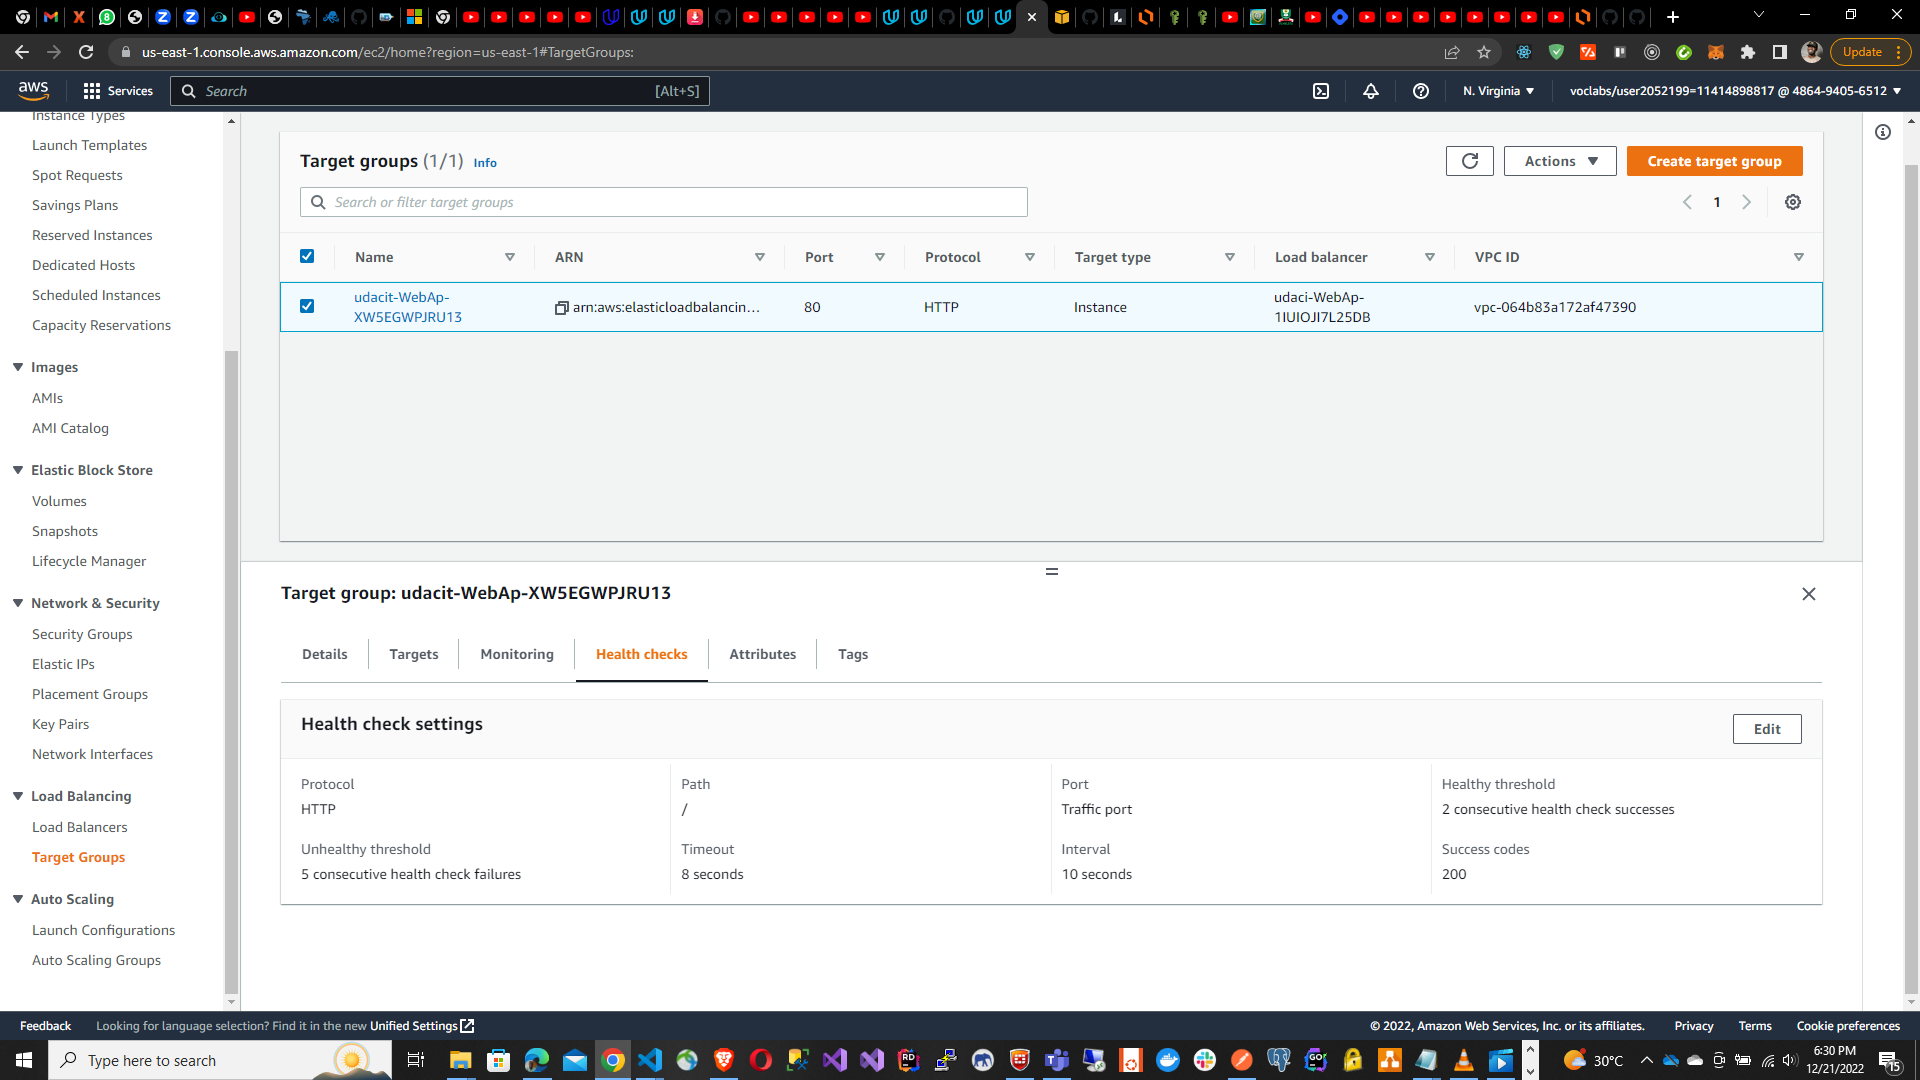 us-east-1.console.aws.amazon.com/ec2/home?region=us-east-1#TargetGroups:
Update
aws
Services
Search
[Alt+S]
N. Virginia
voclabs/user2052199=11414898817 @ 4864-9405-6512
Instance Types
Launch Templates
Spot Requests
Savings Plans
Reserved Instances
Dedicated Hosts
Scheduled Instances
Capacity Reservations
Images
AMIs
AMI Catalog
Elastic Block Store
Volumes
Snapshots
Lifecycle Manager
Network & Security
Security Groups
Elastic IPs
Placement Groups
Key Pairs
Network Interfaces
Load Balancing
Load Balancers
Target Groups
Auto Scaling
Launch Configurations
Auto Scaling Groups
Target groups (1/1) Info
Actions
Create target group
Search or filter target groups
1
Name ARN Port Protocol Target type Load balancer VPC ID
udacit-WebAp-XW5EGWPJRU13 arn:aws:elasticloadbalancin... 80 HTTP Instance udaci-WebAp-1IUIOJI7L25DB vpc-064b83a172af47390
Target group: udacit-WebAp-XW5EGWPJRU13
Details Targets Monitoring Health checks Attributes Tags
Health check settings
Edit
Protocol
HTTP
Path
/
Port
Traffic port
Healthy threshold
2 consecutive health check successes
Unhealthy threshold
5 consecutive health check failures
Timeout
8 seconds
Interval
10 seconds
Success codes
200
Feedback Looking for language selection? Find it in the new Unified Settings
© 2022, Amazon Web Services, Inc. or its affiliates. Privacy Terms Cookie preferences
Type here to search
30°C
6:30 PM
12/21/2022
15